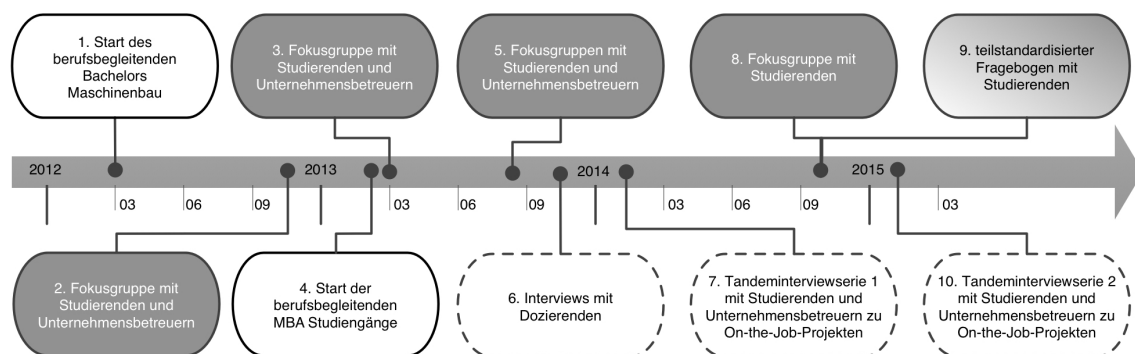 1. Start des
berufsbegleitenden
Bachelors
Maschinenbau
3. Fokusgruppe mit
Studierenden und
Unternehmensbetreuern
5. Fokusgruppen mit
Studierenden und
Unternehmensbetreuern
8. Fokusgruppe mit
Studierenden
9. teilstandardisierter
Fragebogen mit
Studierenden
2012 2013 2014 2015
03 06 09 03 06 09 03 06 09 03
2. Fokusgruppe mit
Studierenden und
Unternehmensbetreuern
4. Start der
berufsbegleitenden
MBA Studiengänge
6. Interviews mit
Dozierenden
7. Tandeminterviewserie 1
mit Studierenden und
Unternehmensbetreuern zu
On-the-Job-Projekten
10. Tandeminterviewserie 2
mit Studierenden und
Unternehmensbetreuern zu
On-the-Job-Projekten